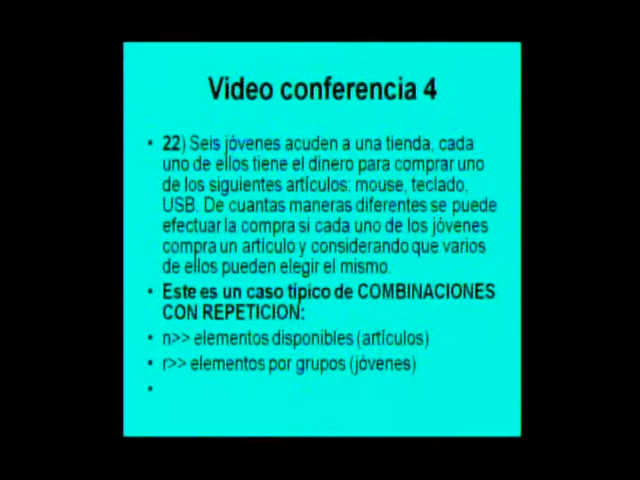 Video conferencia 4
• 22) Seis jóvenes acuden a una tienda, cada
uno de ellos tiene el dinero para comprar uno
de los siguientes artículos: mouse, teclado,
USB. De cuantas maneras diferentes se puede
efectuar la compra si cada uno de los jóvenes
compra un artículo y considerando que varios
de ellos pueden elegir el mismo.
• Este es un caso típico de COMBINACIONES
CON REPETICION:
• n>> elementos disponibles (artículos)
• r>> elementos por grupos (jóvenes)
•